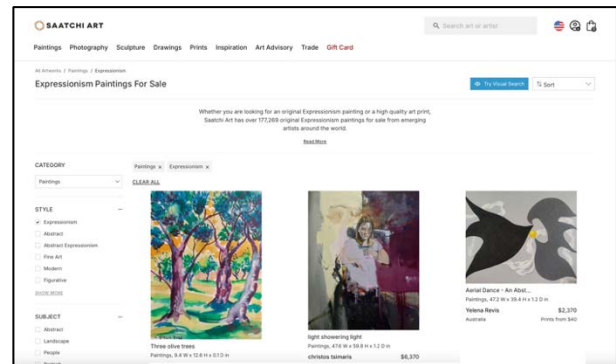 SAATCHI ART
Search art or artist
Paintings Photography Sculpture Drawings Prints Inspiration Art Advisory Trade Gift Card
All Artworks / Paintings / Expressionism
Expressionism Paintings For Sale
Try Visual Search
Sort
Whether you are looking for an original Expressionism painting or a high quality art print,
Saatchi Art has over 177,269 original Expressionism paintings for sale from emerging
artists around the world.
Read More
CATEGORY
Paintings
Paintings x Expressionism x
CLEAR ALL
STYLE
Expressionism
Abstract
Abstract Expressionism
Fine Art
Modern
Figurative
SHOW MORE
SUBJECT
Abstract
Landscape
People
Three olive trees
Paintings, 9.4 W x 12.6 H x 0.1 D in
light showering light
Paintings, 47.6 W x 59.8 H x 1.2 D in
christos tsimaris $6,370
Aerial Dance - An Abst...
Paintings, 47.2 W x 39.4 H x 1.2 D in
Yelena Revis $2,370
Australia Prints from $40